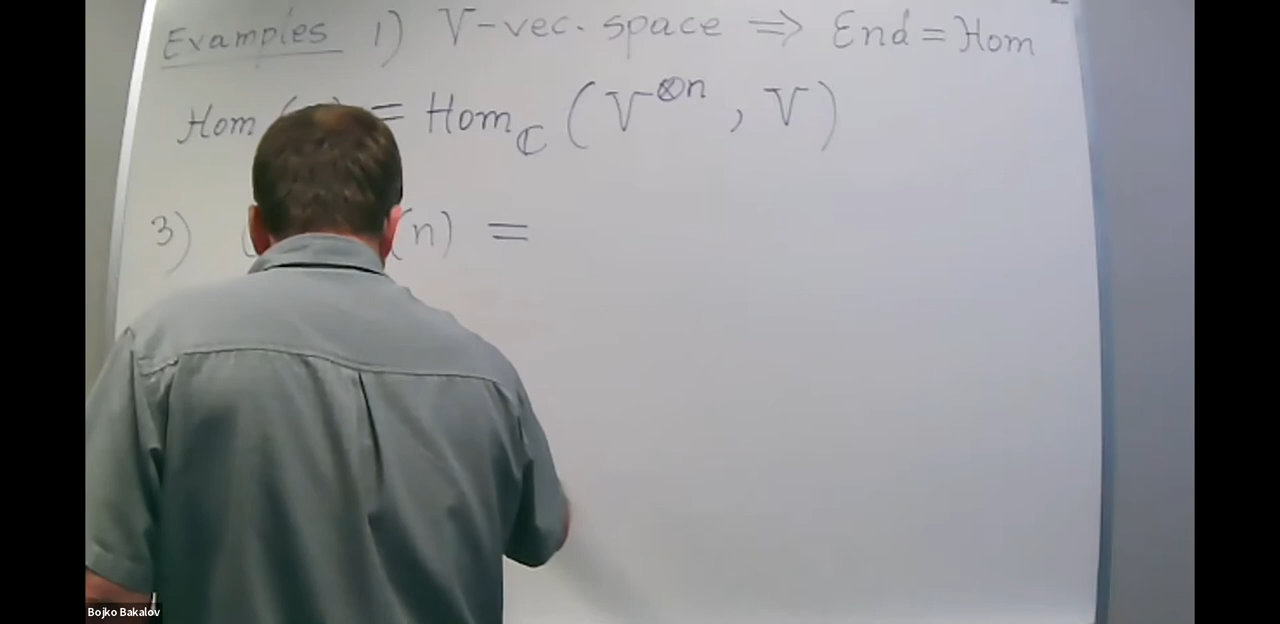 Examples 1) V-vec. space ⇒ End = Hom
Hom ( ) = Hom_ℂ (V^{⊗n}, V)
3) ( (n) =
Bojko Bakalov